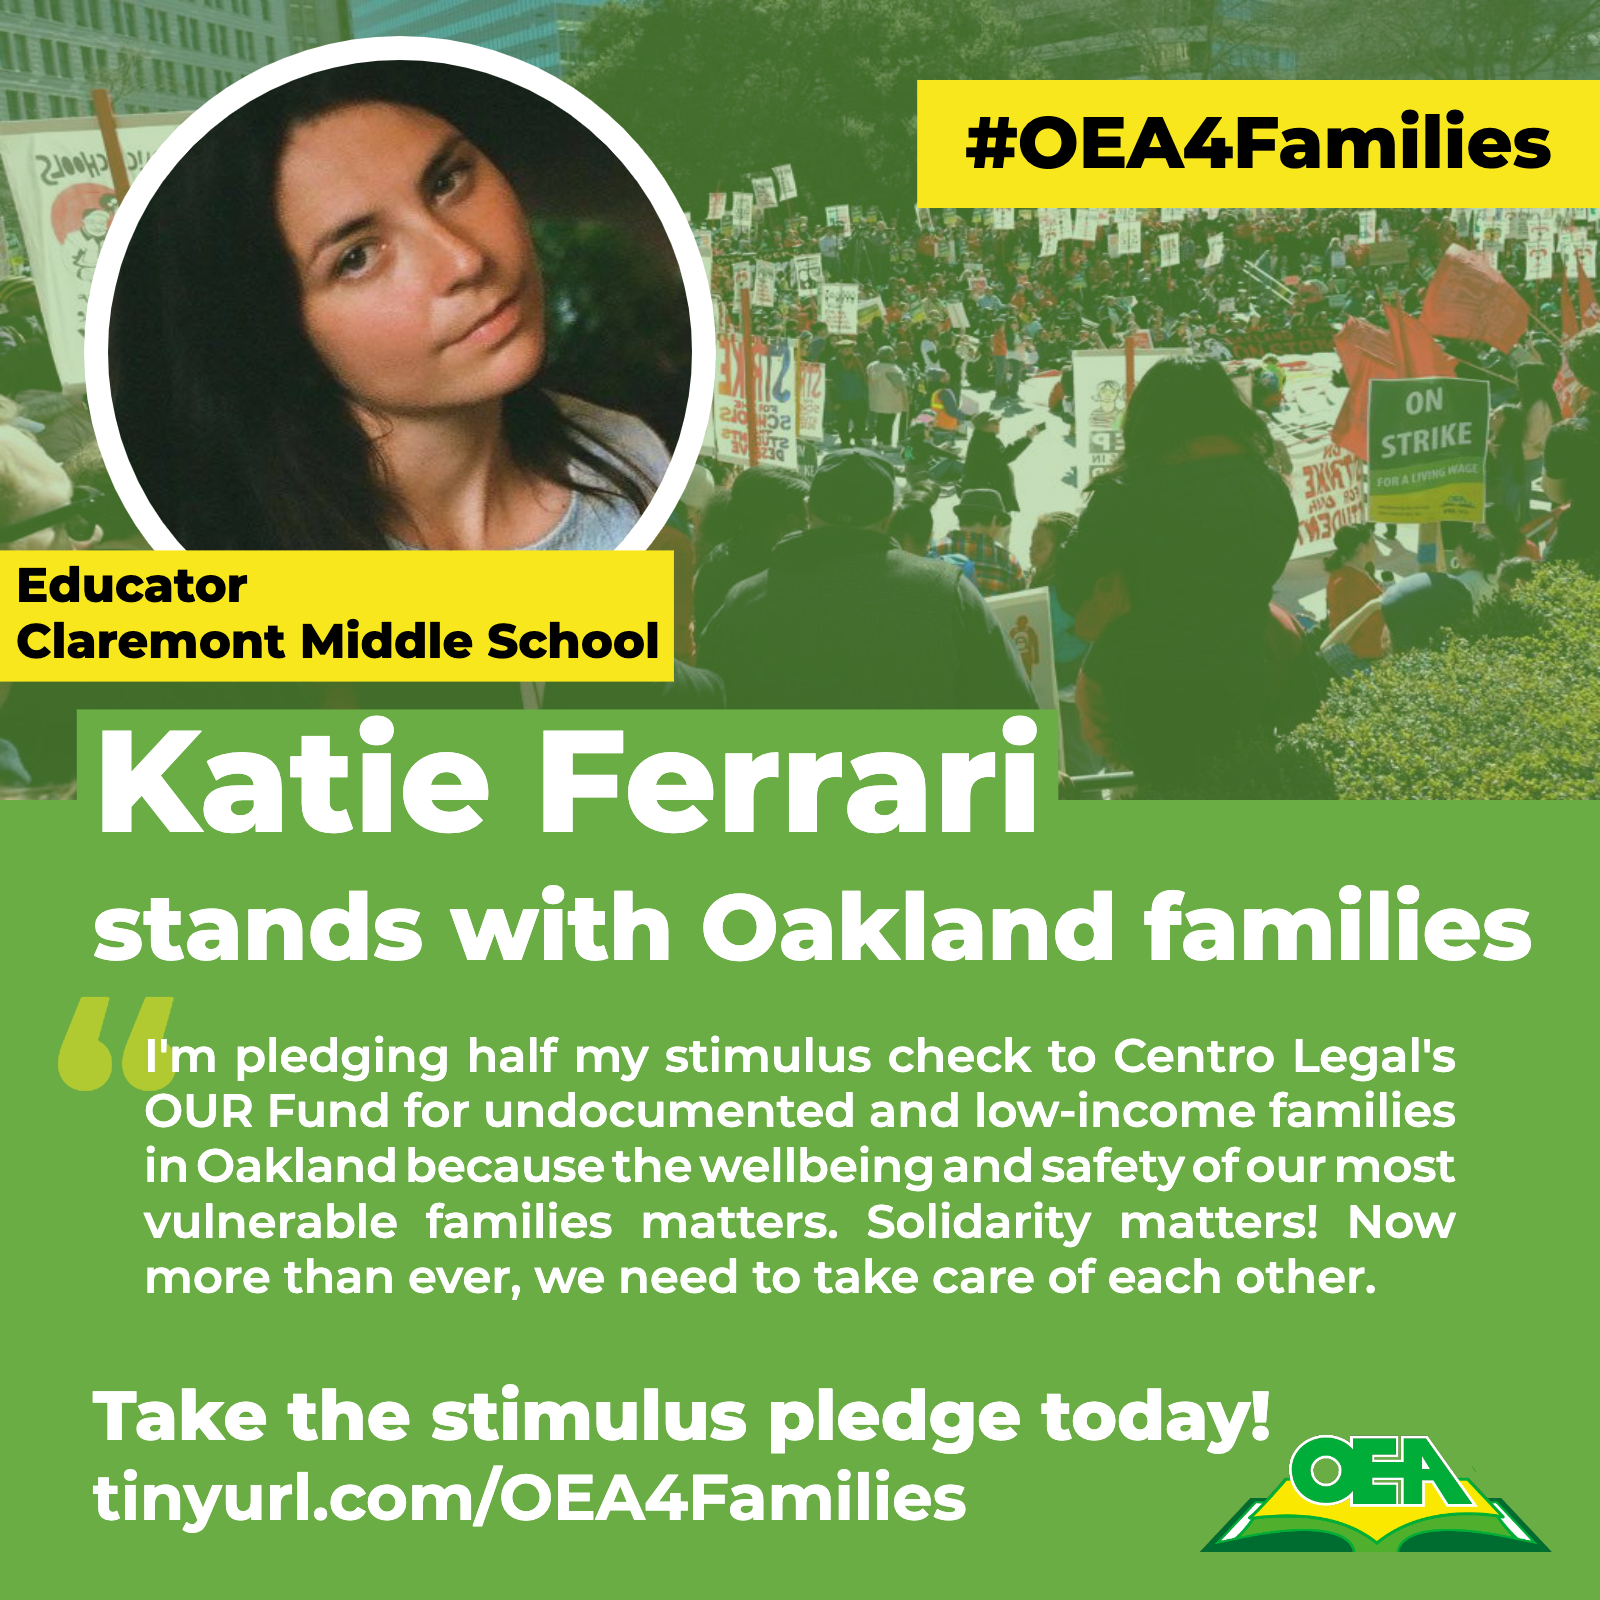 #OEA4Families
Educator
Claremont Middle School
ON
STRIKE
FOR A LIVING WAGE
OEA
Katie Ferrari
stands with Oakland families
“
I'm pledging half my stimulus check to Centro Legal's
OUR Fund for undocumented and low-income families
in Oakland because the wellbeing and safety of our most
vulnerable families matters. Solidarity matters! Now
more than ever, we need to take care of each other.
Take the stimulus pledge today!
tinyurl.com/OEA4Families
OEA